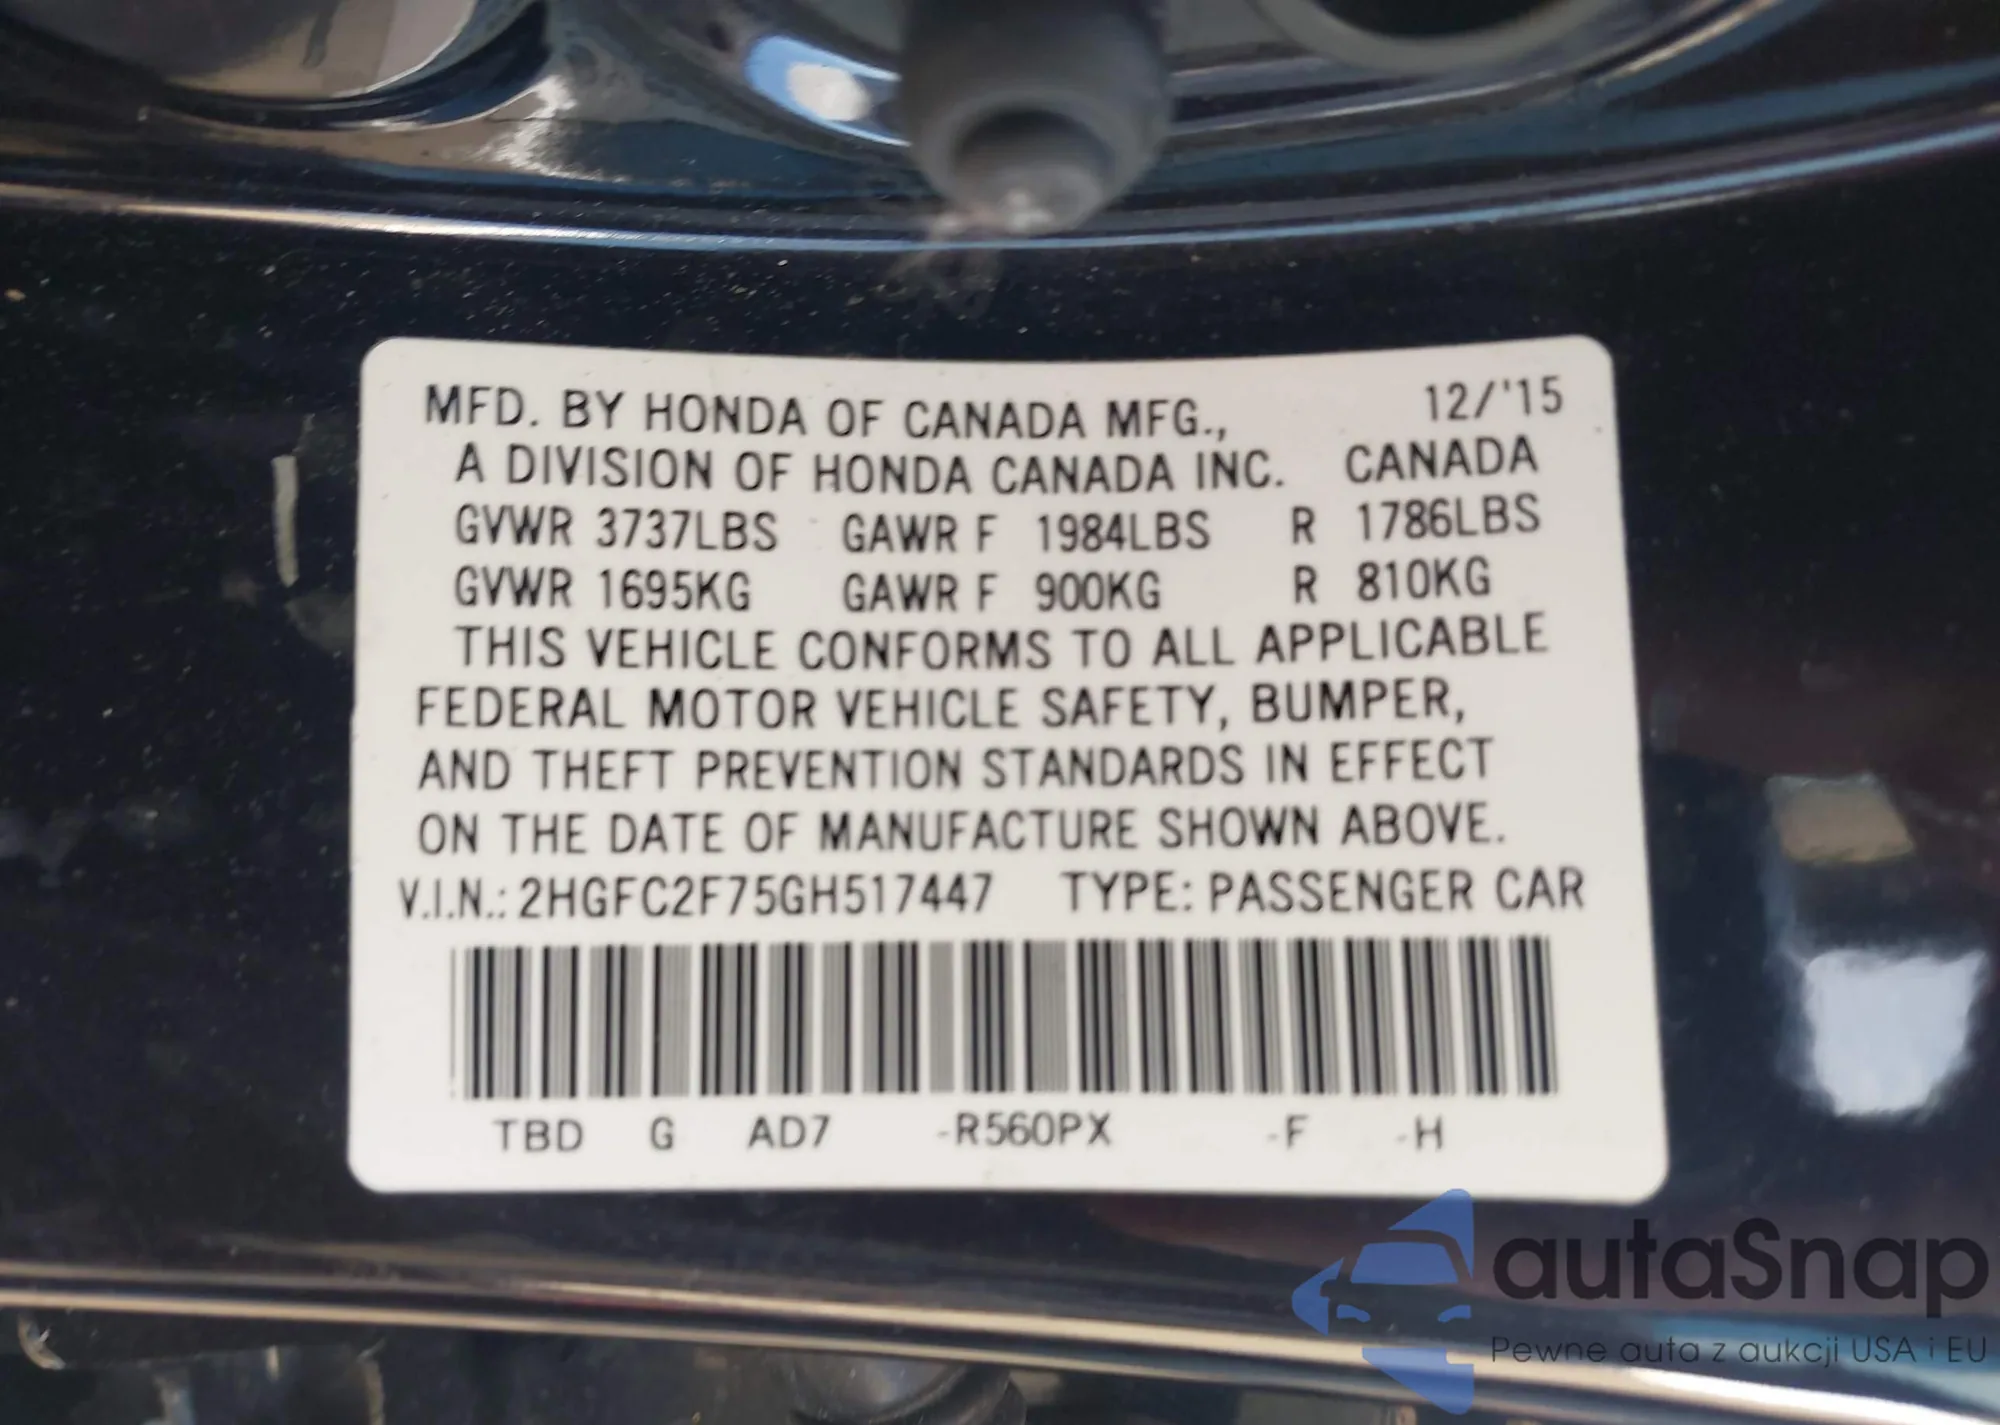 MFD. BY HONDA OF CANADA MFG., 12/'15
A DIVISION OF HONDA CANADA INC. CANADA
GVWR 3737LBS GAWR F 1984LBS R 1786LBS
GVWR 1695KG GAWR F 900KG R 810KG
THIS VEHICLE CONFORMS TO ALL APPLICABLE
FEDERAL MOTOR VEHICLE SAFETY, BUMPER,
AND THEFT PREVENTION STANDARDS IN EFFECT
ON THE DATE OF MANUFACTURE SHOWN ABOVE.
V.I.N.: 2HGFC2F75GH517447 TYPE: PASSENGER CAR
TBD G AD7 -R560PX -F -H
autaSnap
Pewne auta z aukcji USA i EU